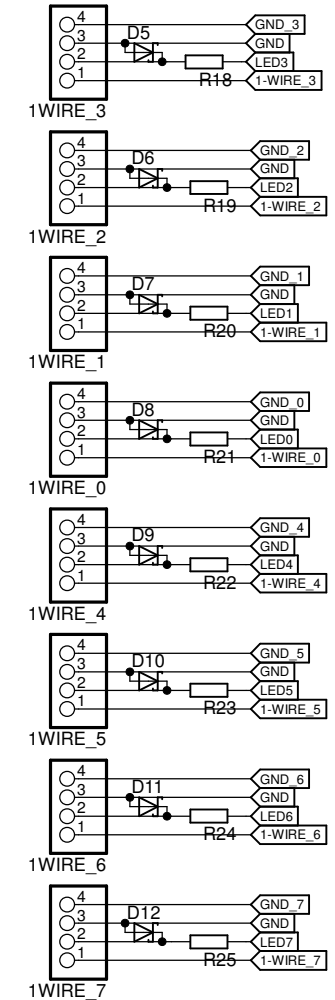 4 GND_3
3 D5 GND
2 LED3
1 R18 1-WIRE_3
1WIRE_3
4 GND_2
3 D6 GND
2 LED2
1 R19 1-WIRE_2
1WIRE_2
4 GND_1
3 D7 GND
2 LED1
1 R20 1-WIRE_1
1WIRE_1
4 GND_0
3 D8 GND
2 LED0
1 R21 1-WIRE_0
1WIRE_0
4 GND_4
3 D9 GND
2 LED4
1 R22 1-WIRE_4
1WIRE_4
4 GND_5
3 D10 GND
2 LED5
1 R23 1-WIRE_5
1WIRE_5
4 GND_6
3 D11 GND
2 LED6
1 R24 1-WIRE_6
1WIRE_6
4 GND_7
3 D12 GND
2 LED7
1 R25 1-WIRE_7
1WIRE_7